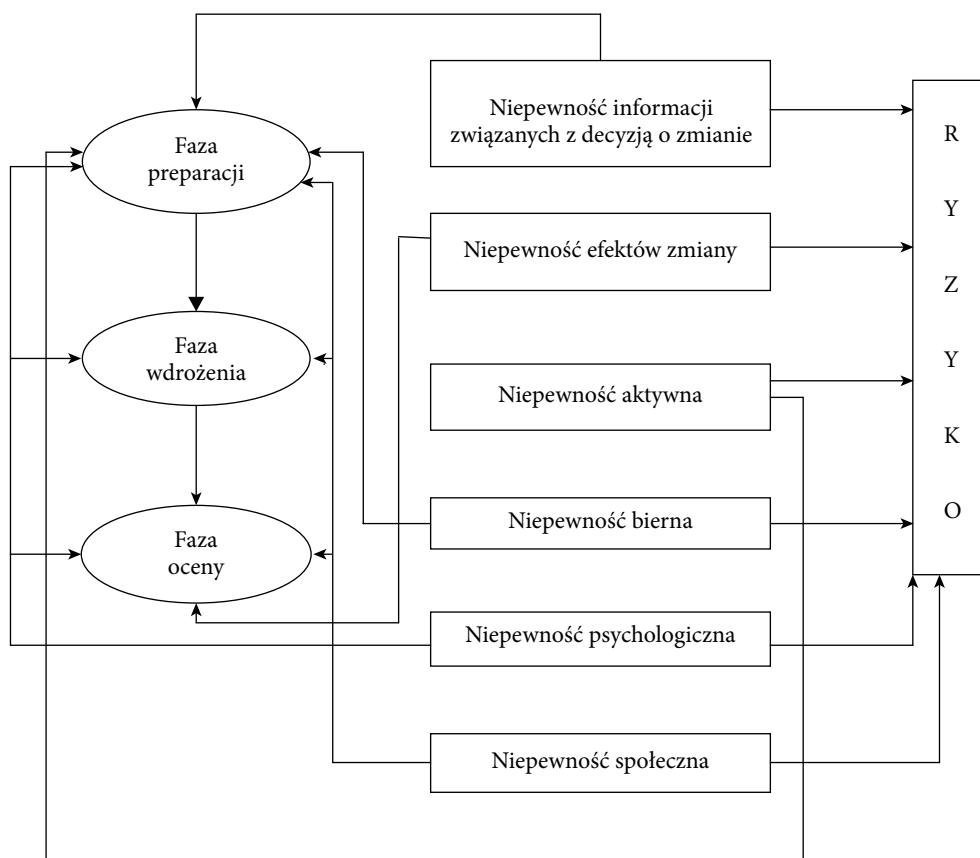 Faza
preparacji
Faza
wdrożenia
Faza
oceny
Niepewność informacji
związanych z decyzją o zmianie
Niepewność efektów zmiany
Niepewność aktywna
Niepewność bierna
Niepewność psychologiczna
Niepewność społeczna
R
Y
Z
Y
K
O